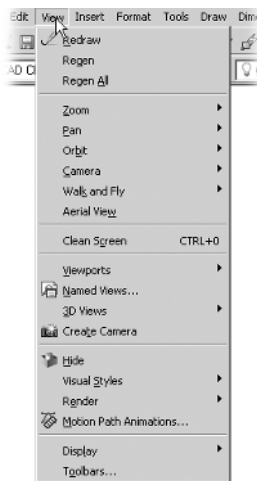 Edit View Insert Format Tools Draw Dim
AD Cl
Redraw
Regen
Regen All
Zoom
Pan
Orbit
Camera
Walk and Fly
Aerial View
Clean Screen CTRL+0
Viewports
Named Views...
3D Views
Create Camera
Hide
Visual Styles
Render
Motion Path Animations...
Display
Toolbars...